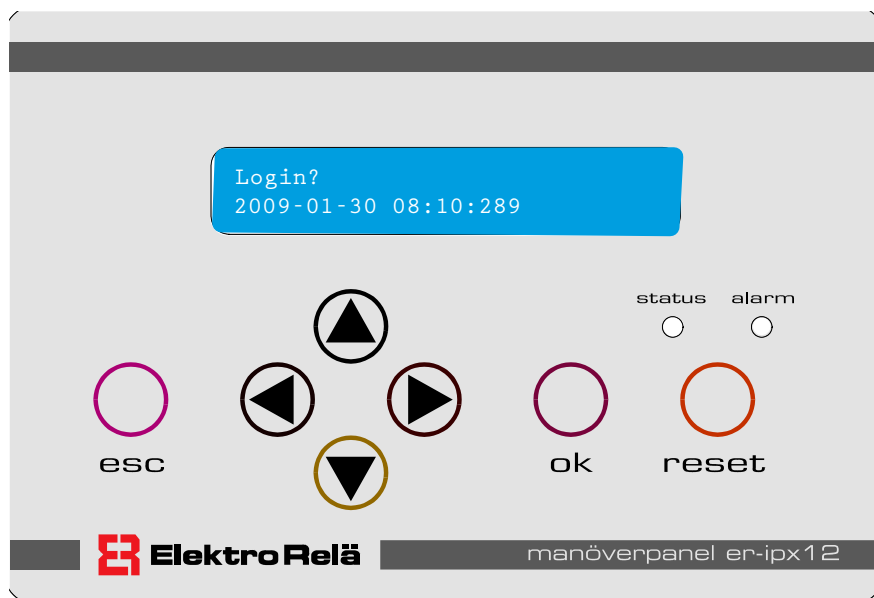 Login?
2009-01-30 08:10:289
status alarm
esc
ok
reset
ElektroRelä
manöverpanel er-ipx12